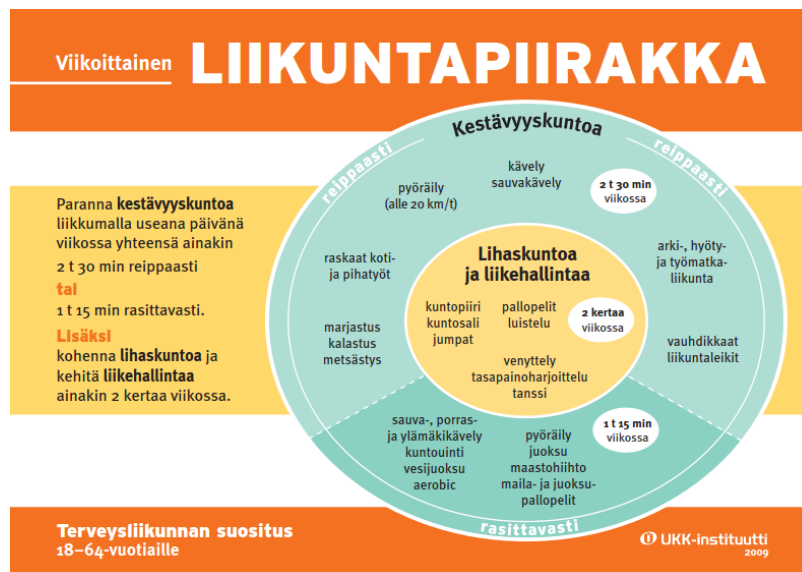 Viikoittainen LIIKUNTAPIIRAKKA
Paranna kestävyyskuntoa
liikkumalla useana päivänä
viikossa yhteensä ainakin
2 t 30 min reippaasti
tai
1 t 15 min rasittavasti.
Lisäksi
kohenna lihaskuntoa ja
kehitä liikehallintaa
ainakin 2 kertaa viikossa.
Kestävyyskuntoa
reippaasti
reippaasti
kävely
sauvakävely
2 t 30 min
viikossa
pyöräily
(alle 20 km/t)
raskaat koti-
ja pihatyöt
marjastus
kalastus
metsästys
arki-, hyöty-
ja työmatka-
liikunta
vauhdikkaat
liikuntaleikit
Lihaskuntoa
ja liikehallintaa
kuntopiiri
kuntosali
jumpat
pallopelit
luistelu
2 kertaa
viikossa
venyttely
tasapainoharjoittelu
tanssi
sauva-, porras-
ja ylämäkikävely
kuntouinti
vesijuoksu
aerobic
pyöräily
juoksu
maastohiihto
maila- ja juoksu-
pallopelit
1 t 15 min
viikossa
rasittavasti
Terveysliikunnan suositus
18–64-vuotiaille
UKK-instituutti
2009